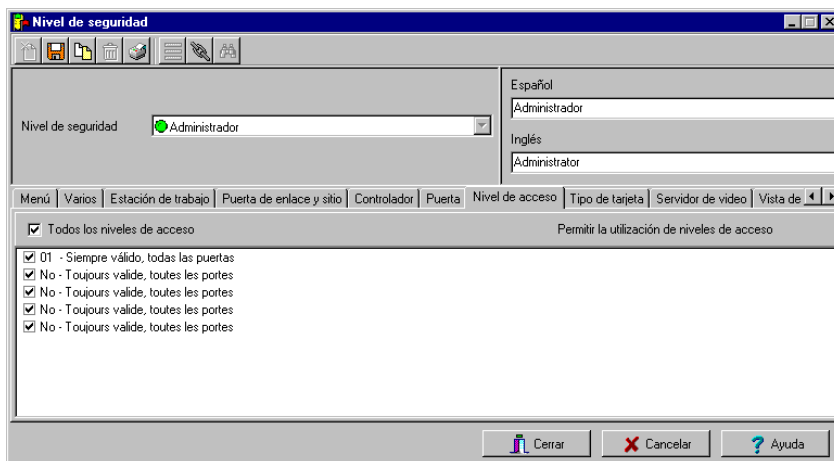 Nivel de seguridad
Español
Administrador
Nivel de seguridad
Administrador
Inglés
Administrator
Menú
Varios
Estación de trabajo
Puerta de enlace y sitio
Controlador
Puerta
Nivel de acceso
Tipo de tarjeta
Servidor de video
Vista de
Todos los niveles de acceso
Permitir la utilización de niveles de acceso
01 - Siempre válido, todas las puertas
No - Toujours valide, toutes les portes
No - Toujours valide, toutes les portes
No - Toujours valide, toutes les portes
No - Toujours valide, toutes les portes
Cerrar
Cancelar
Ayuda